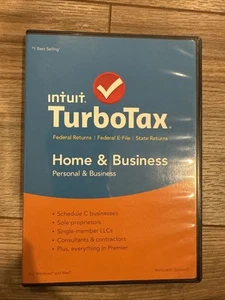 #1 Best Selling
intuit
TurboTax
Federal Returns | Federal E-File | State Returns
Home & Business
Personal & Business
• Schedule C businesses
• Sole proprietors
• Single-member LLCs
• Consultants & contractors
• Plus, everything in Premier